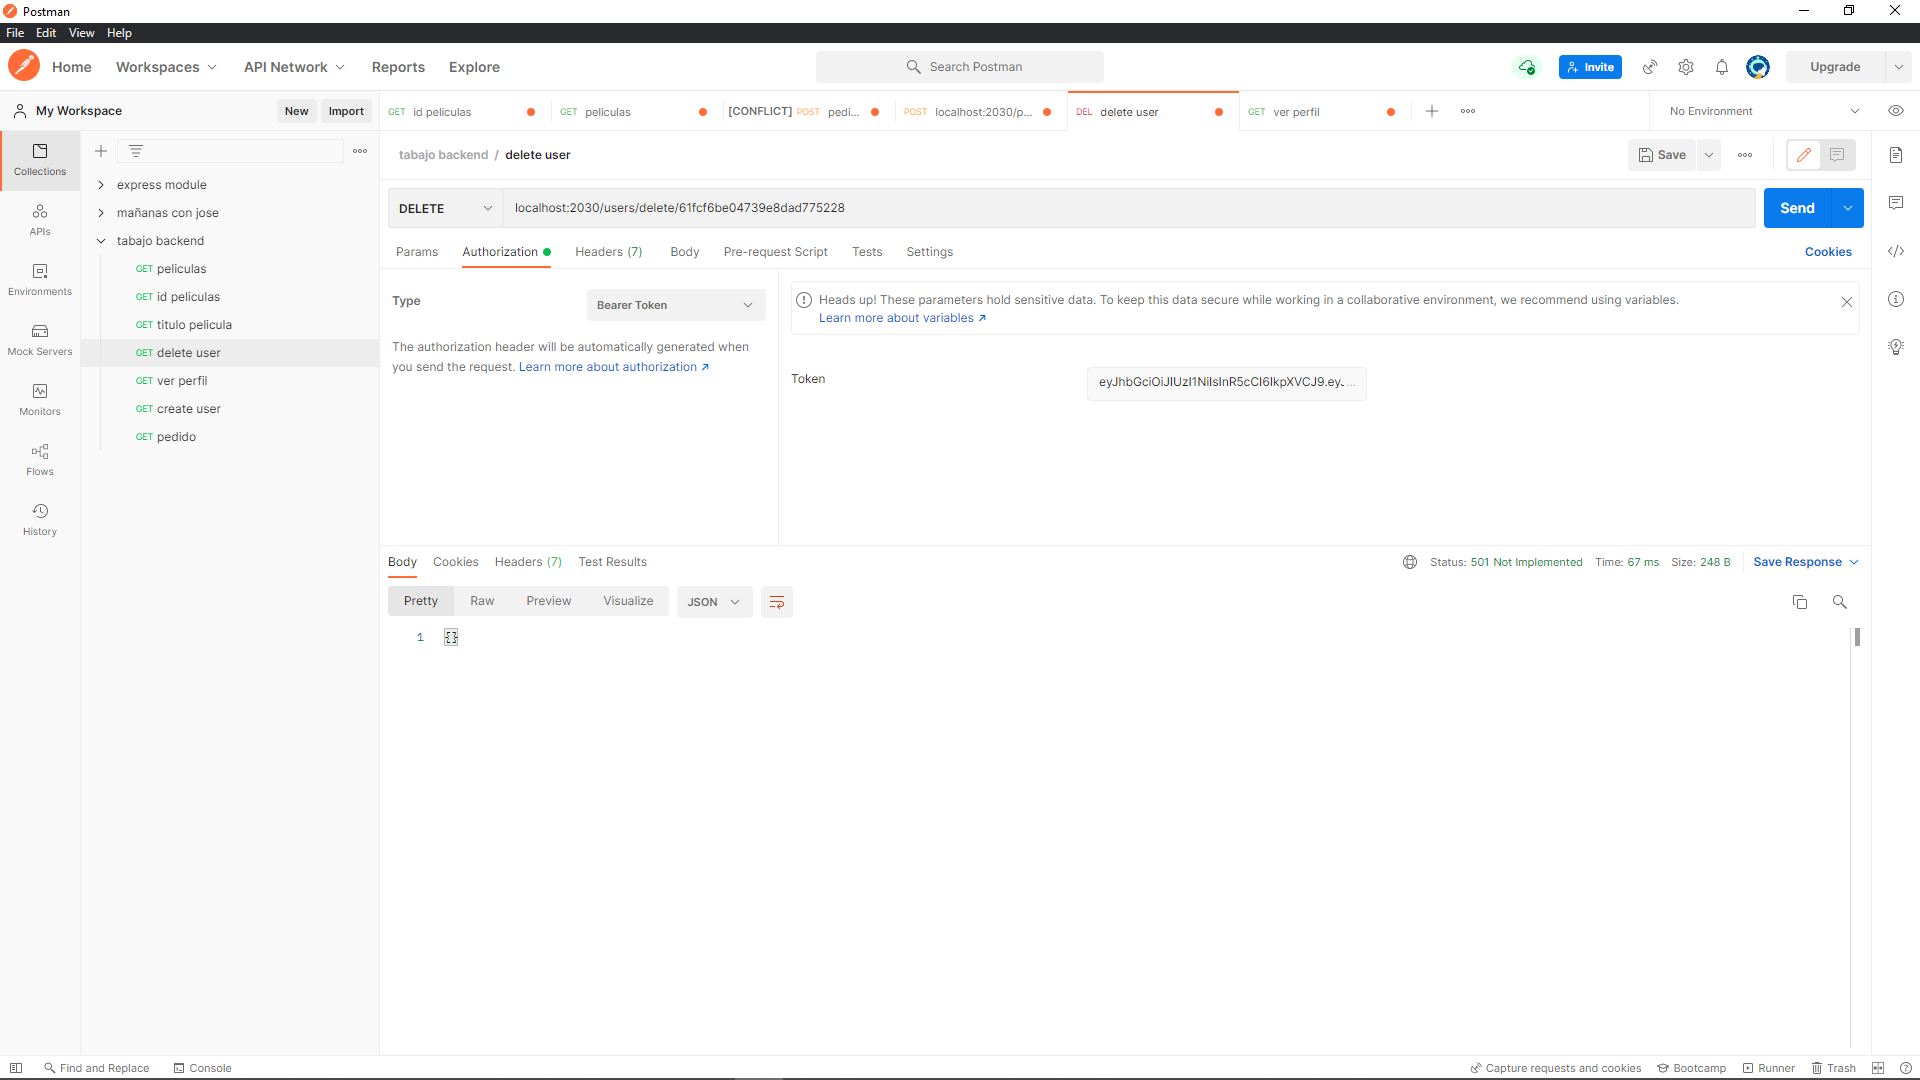 Postman
File Edit View Help
Home Workspaces API Network Reports Explore Search Postman Invite Upgrade
My Workspace New Import GET id peliculas GET peliculas [CONFLICT] POST pedi... POST localhost:2030/p... DEL delete user GET ver perfil No Environment
tabajo backend / delete user Save
Collections
express module
mañanas con jose
tabajo backend
GET peliculas
GET id peliculas
GET titulo pelicula
GET delete user
GET ver perfil
GET create user
GET pedido
APIs
Environments
Mock Servers
Monitors
Flows
History
DELETE localhost:2030/users/delete/61fcf6be04739e8dad775228 Send
Params Authorization Headers (7) Body Pre-request Script Tests Settings Cookies
Type Bearer Token
The authorization header will be automatically generated when
you send the request. Learn more about authorization ↗
Heads up! These parameters hold sensitive data. To keep this data secure while working in a collaborative environment, we recommend using variables.
Learn more about variables ↗
Token
Body Cookies Headers (7) Test Results Status: 501 Not Implemented Time: 67 ms Size: 248 B Save Response
Pretty Raw Preview Visualize JSON
1 {}
Find and Replace Console Capture requests and cookies Bootcamp Runner Trash